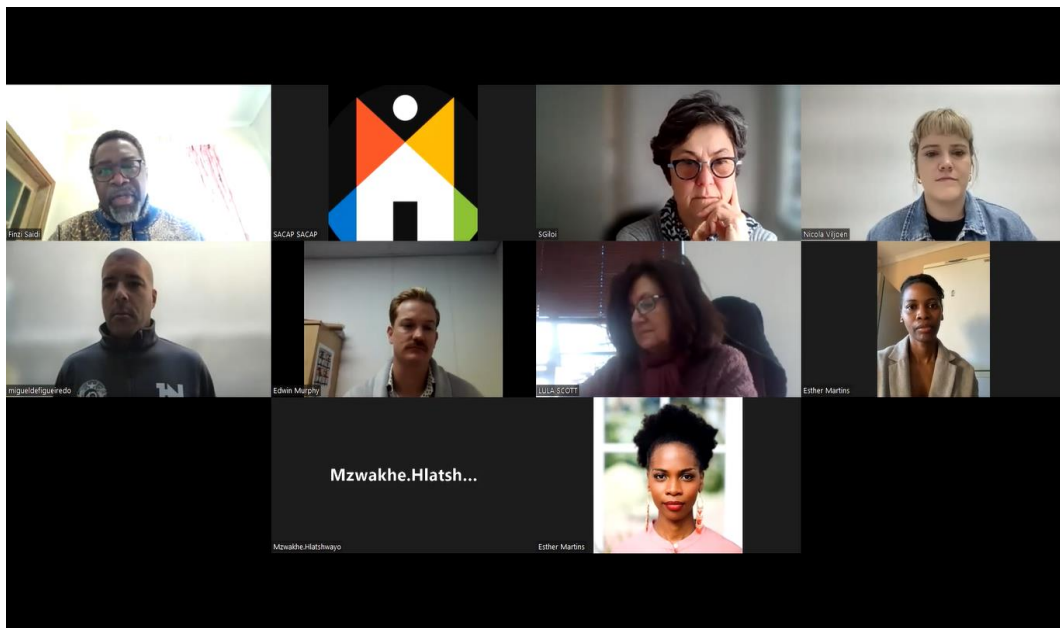 Finzi Saidi
SACAP SACAP
SGiloi
Nicola Viljoen
migueldefigueiredo
Edwin Murphy
LULA SCOTT
Esther Martins
Mzwakhe.Hlatsh...
Mzwakhe.Hlatshwayo
Esther Martins